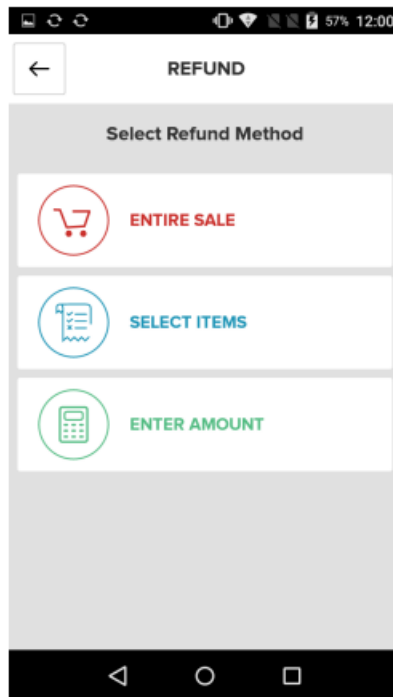 57% 12:00
REFUND
Select Refund Method
ENTIRE SALE
SELECT ITEMS
ENTER AMOUNT